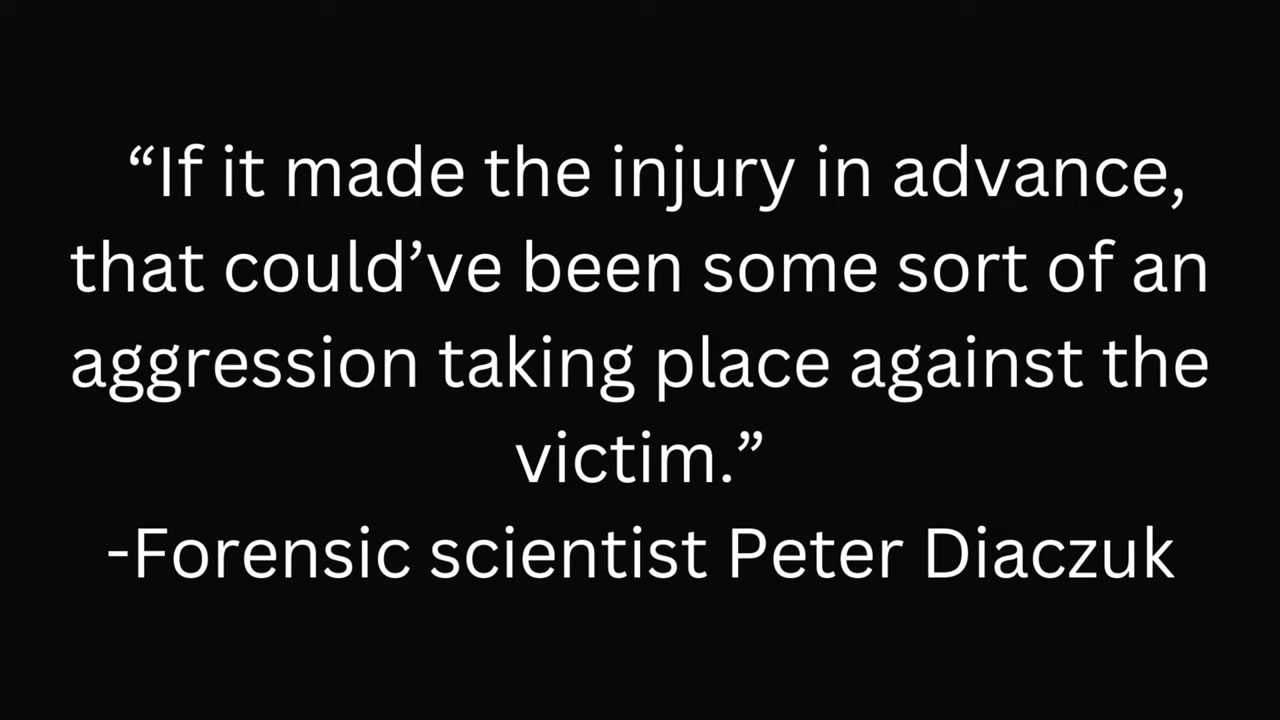 “If it made the injury in advance,
that could’ve been some sort of an
aggression taking place against the
victim.”
-Forensic scientist Peter Diaczuk